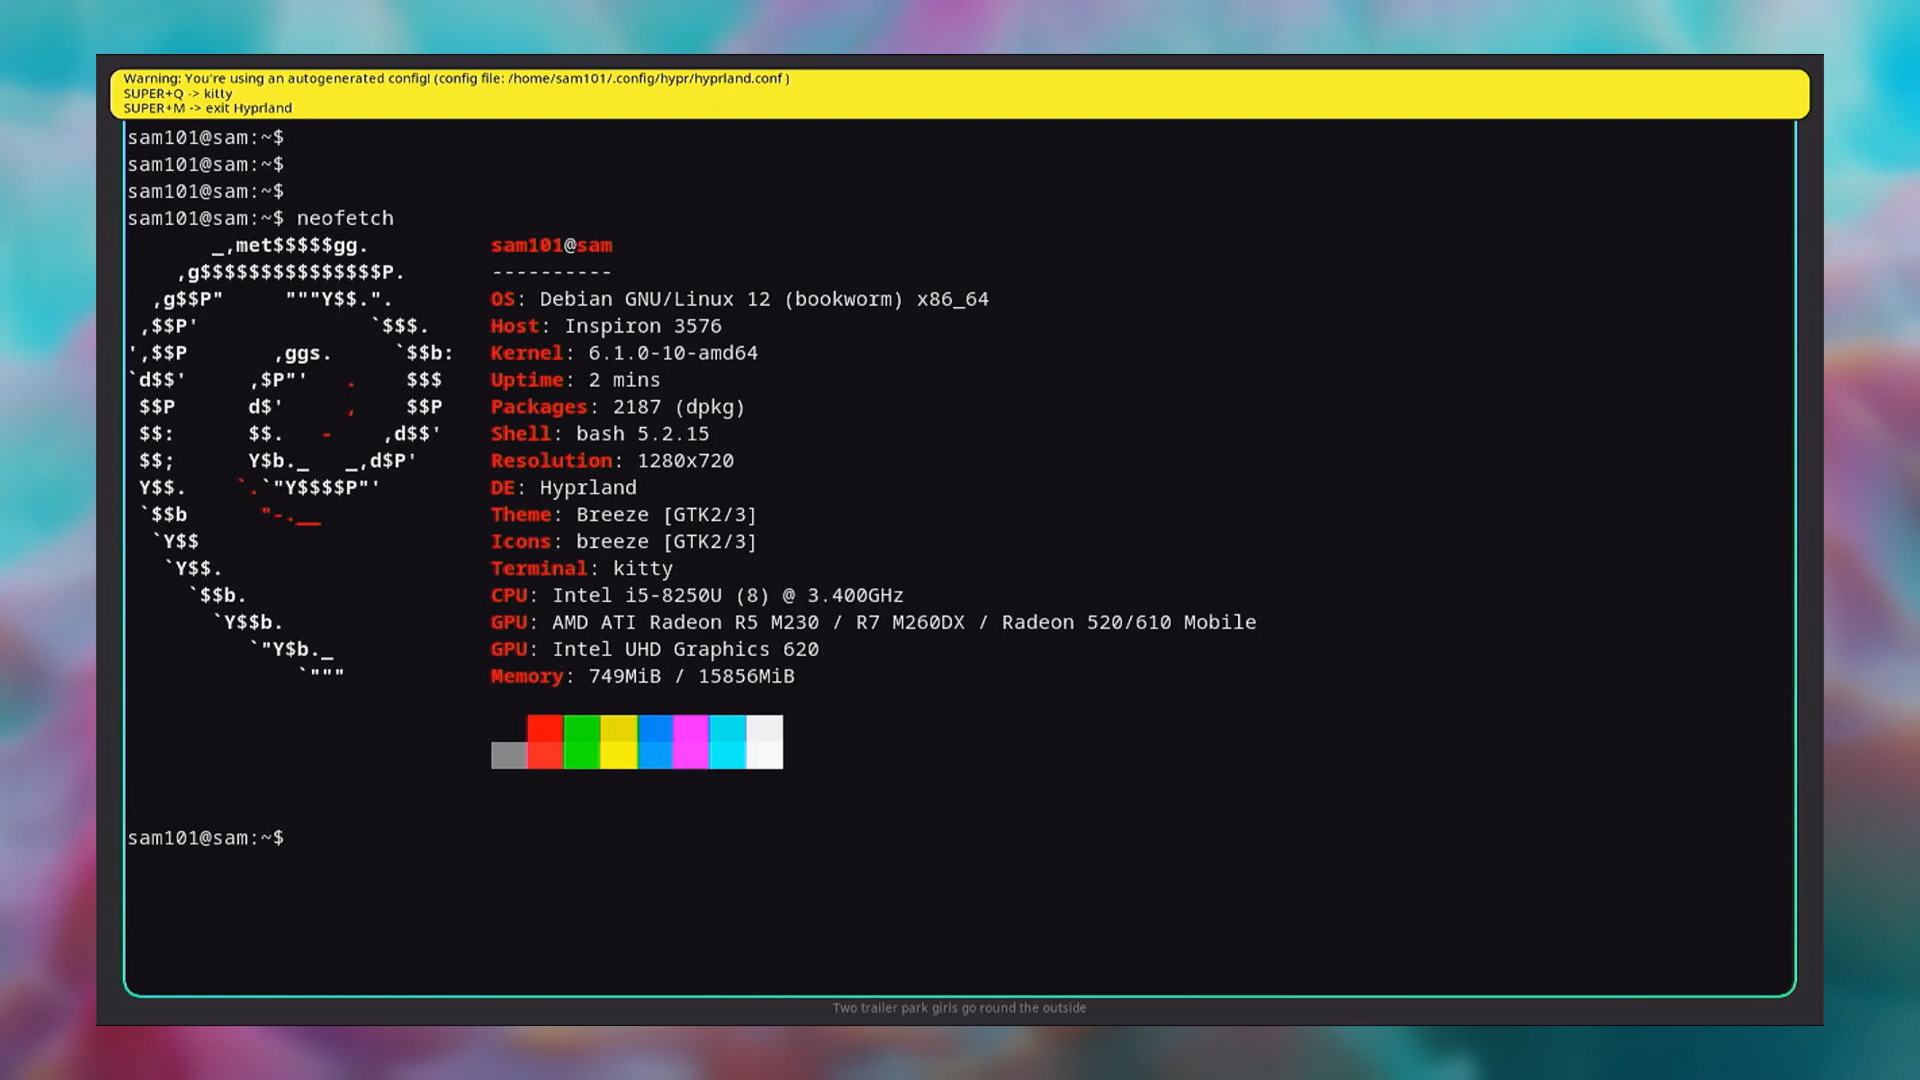 Warning: You're using an autogenerated config! (config file: /home/sam101/.config/hypr/hyprland.conf )
SUPER+Q -> kitty
SUPER+M -> exit Hyprland
sam101@sam:~$
sam101@sam:~$
sam101@sam:~$
sam101@sam:~$ neofetch
       _,met$$$$$gg.          sam101@sam
    ,g$$$$$$$$$$$$$$$P.       ----------
  ,g$$P"     """Y$$.".        OS: Debian GNU/Linux 12 (bookworm) x86_64
 ,$$P'              `$$$.     Host: Inspiron 3576
',$$P       ,ggs.     `$$b:   Kernel: 6.1.0-10-amd64
`d$$'     ,$P"'   .    $$$    Uptime: 2 mins
 $$P      d$'     ,    $$P    Packages: 2187 (dpkg)
 $$:      $$.   -    ,d$$'    Shell: bash 5.2.15
 $$;      Y$b._   _,d$P'      Resolution: 1280x720
 Y$$.    `.`"Y$$$$P"'         DE: Hyprland
 `$$b      "-.__              Theme: Breeze [GTK2/3]
  `Y$$                        Icons: breeze [GTK2/3]
   `Y$$.                      Terminal: kitty
     `$$b.                    CPU: Intel i5-8250U (8) @ 3.400GHz
       `Y$$b.                 GPU: AMD ATI Radeon R5 M230 / R7 M260DX / Radeon 520/610 Mobile
          `"Y$b._             GPU: Intel UHD Graphics 620
              `"""            Memory: 749MiB / 15856MiB
sam101@sam:~$
Two trailer park girls go round the outside